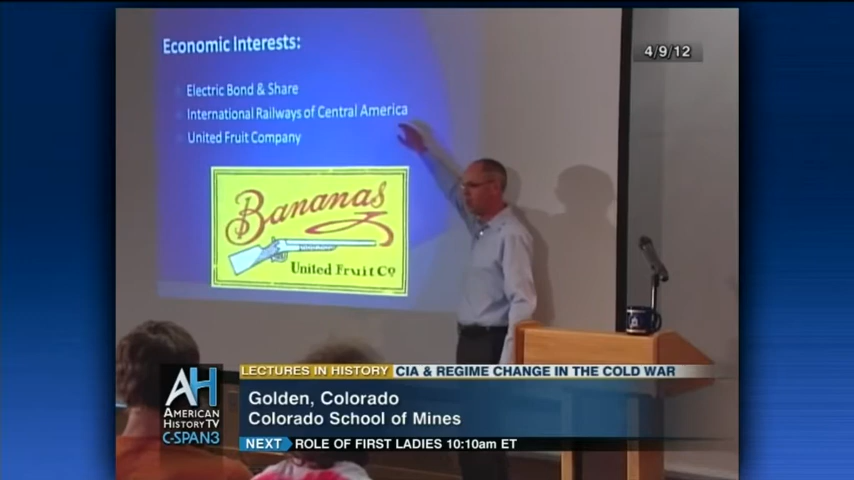 Economic Interests:
Electric Bond & Share
International Railways of Central America
United Fruit Company
Bananas
United Fruit Co
4/9/12
LECTURES IN HISTORY CIA & REGIME CHANGE IN THE COLD WAR
AH
AMERICAN
HISTORY TV
C-SPAN3
Golden, Colorado
Colorado School of Mines
NEXT ROLE OF FIRST LADIES 10:10am ET